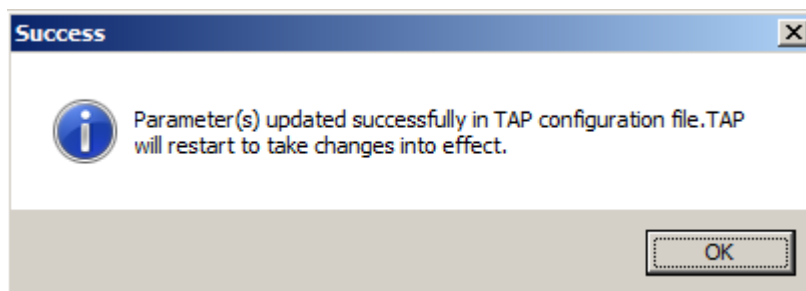 Success
Parameter(s) updated successfully in TAP configuration file.TAP
will restart to take changes into effect.
OK